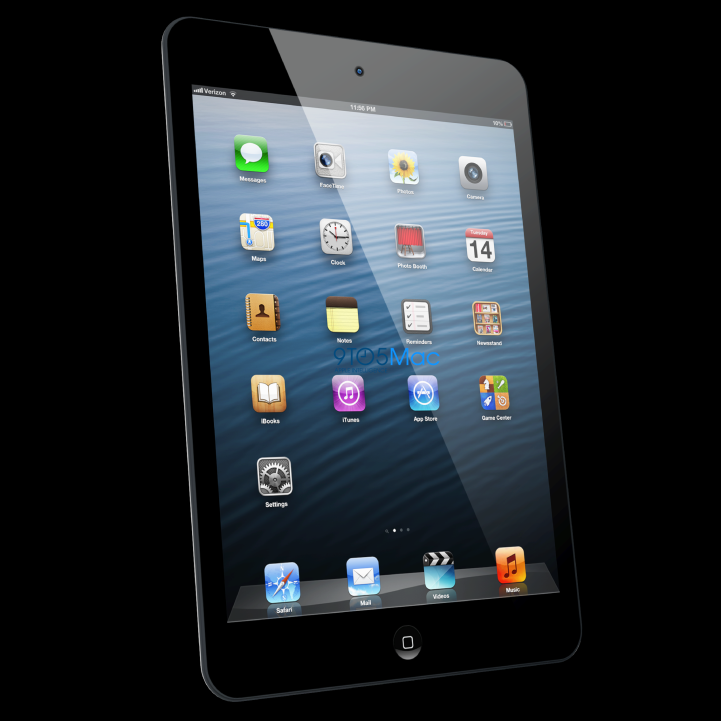 Verizon
11:56 PM
10%
Messages
FaceTime
Photos
Camera
280
Maps
Clock
Photo Booth
Tuesday
14
Calendar
Contacts
Notes
Reminders
Newsstand
9TO5Mac
iBooks
iTunes
App Store
Game Center
Settings
Safari
Mail
Videos
Music